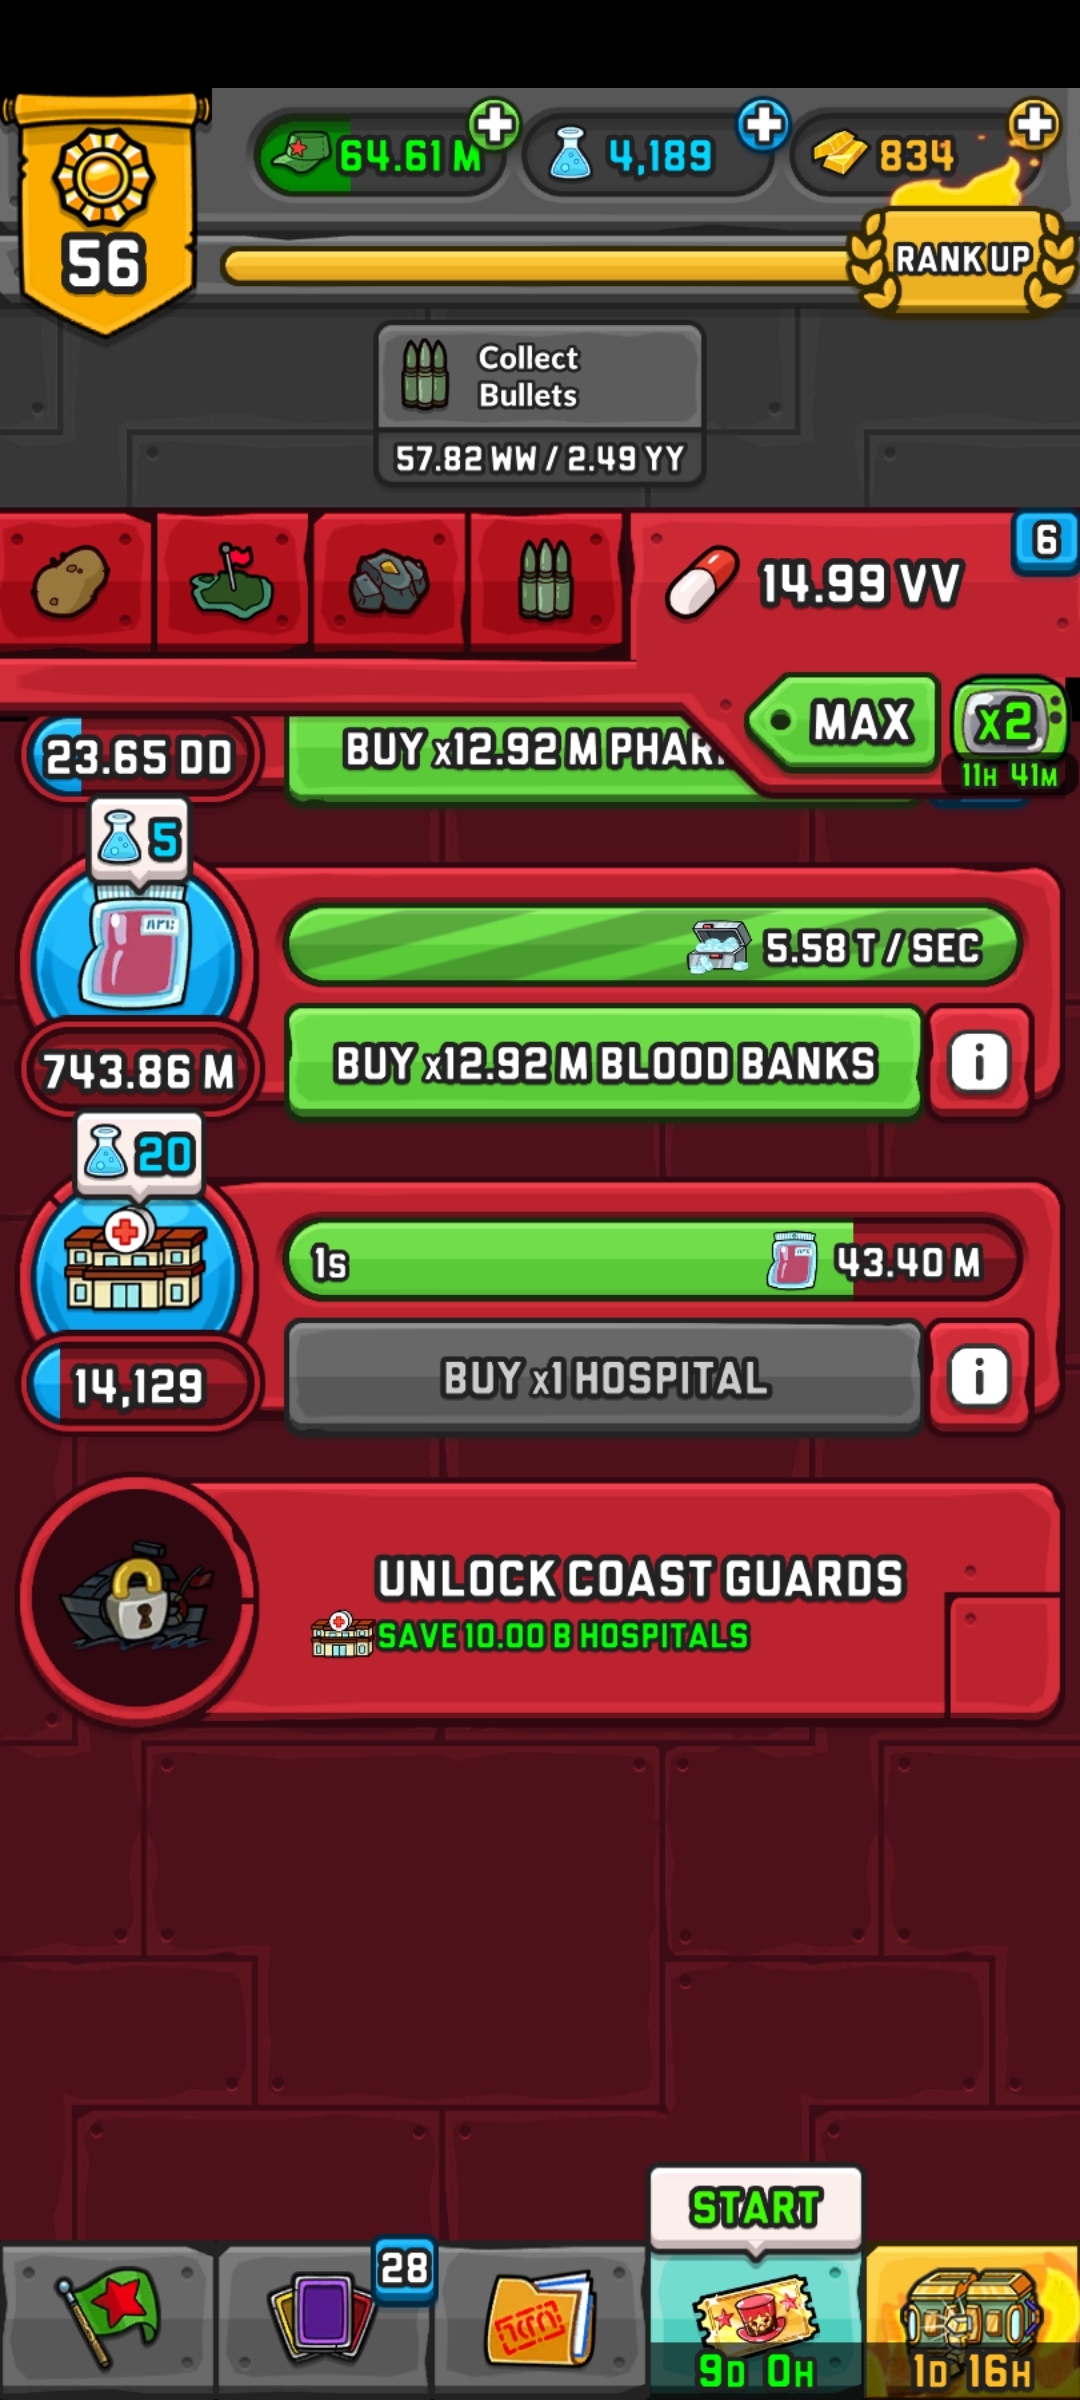 64.61 M
4,189
834
56
RANK UP
Collect
Bullets
57.82 WW / 2.49 YY
6
14.99 VV
MAX
x2
11H 41M
23.65 DD
BUY x12.92 M PHAR.
5
5.58 T / SEC
743.86 M
BUY x12.92 M BLOOD BANKS
i
20
1s
43.40 M
14,129
BUY x1 HOSPITAL
i
UNLOCK COAST GUARDS
SAVE 10.00 B HOSPITALS
START
28
9D 0H
1D 16H